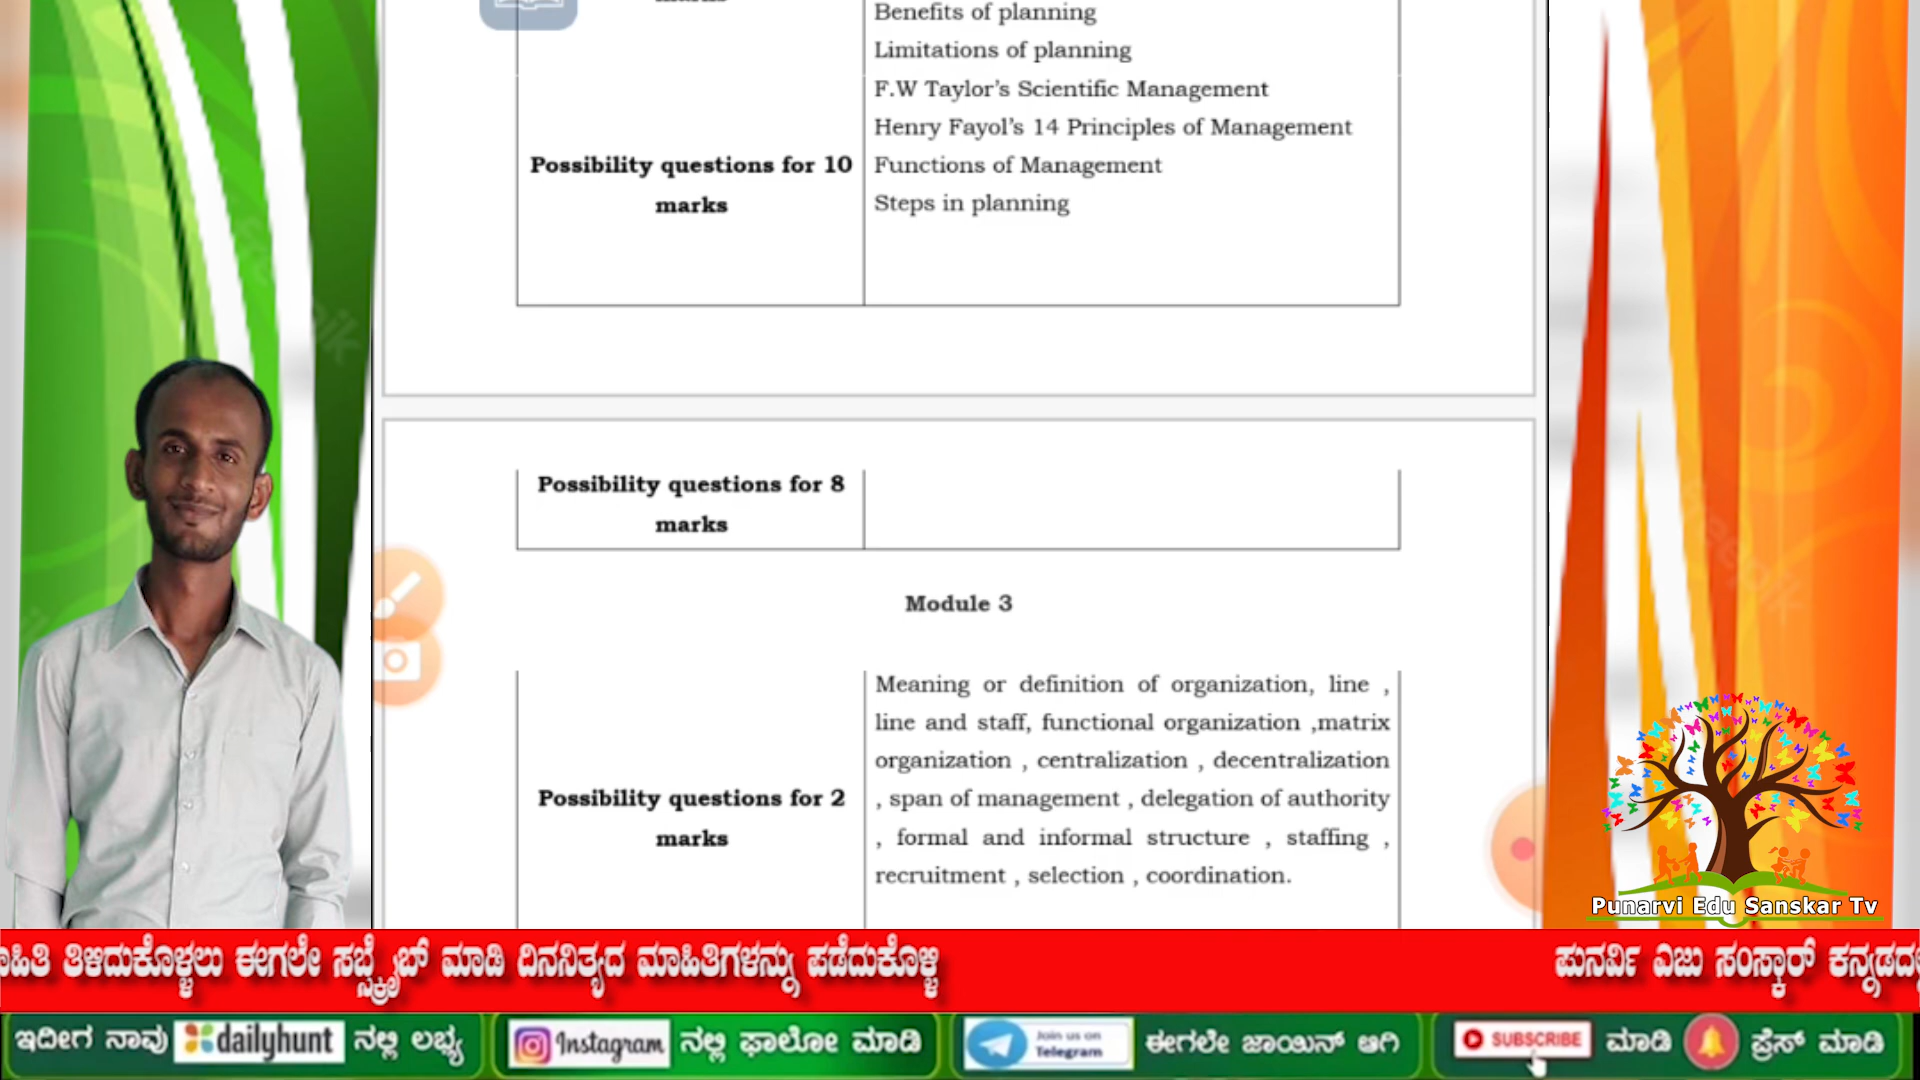 Benefits of planning
Limitations of planning
F.W Taylor’s Scientific Management
Henry Fayol’s 14 Principles of Management
Possibility questions for 10
marks
Functions of Management
Steps in planning
Possibility questions for 8
marks
Module 3
Possibility questions for 2
marks
Meaning or definition of organization, line ,
line and staff, functional organization ,matrix
organization , centralization , decentralization
, span of management , delegation of authority
, formal and informal structure , staffing ,
recruitment , selection , coordination.
Punarvi Edu Sanskar Tv
ತಿಳಿದುಕೊಳ್ಳಲು ಈಗಲೇ ಸಬ್ಸ್ಕ್ರೈಬ್ ಮಾಡಿ ದಿನನಿತ್ಯದ ಮಾಹಿತಿಗಳನ್ನು ಪಡೆದುಕೊಳ್ಳಿ
ಪುನರ್ವಿ ಎಜು ಸಂಸ್ಕಾರ್
ಇದೀಗ ನಾವು dailyhunt ನಲ್ಲಿ ಲಭ್ಯ
Instagram ನಲ್ಲಿ ಫಾಲೋ ಮಾಡಿ
Join us on
Telegram
ಈಗಲೇ ಜಾಯಿನ್ ಆಗಿ
SUBSCRIBE ಮಾಡಿ ಪ್ರೆಸ್ ಮಾಡಿ